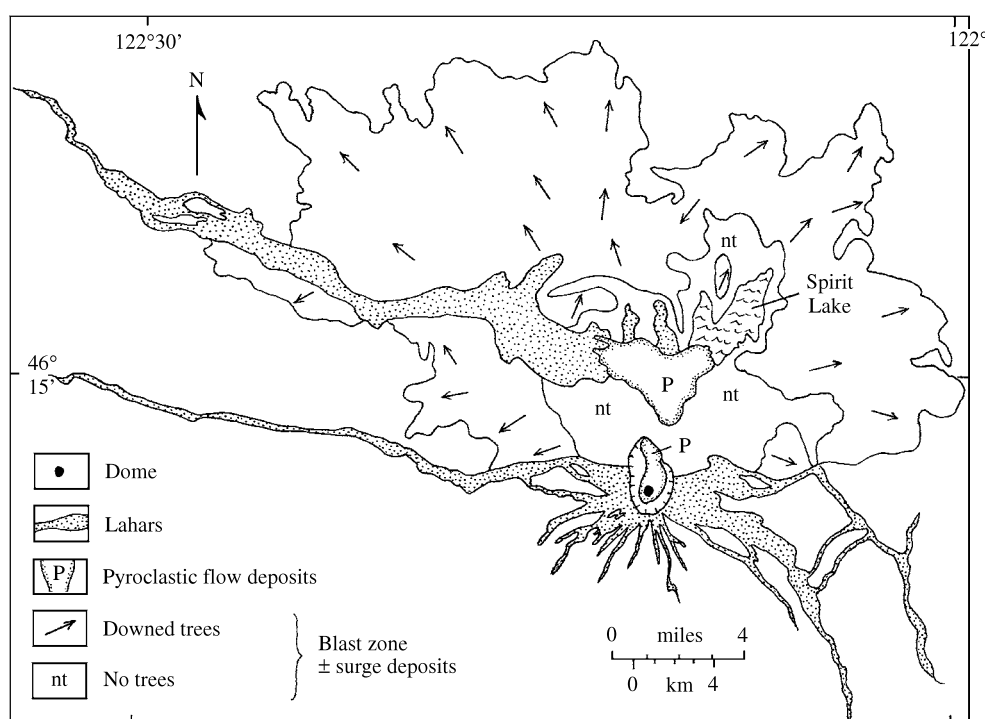 122°30'
122°
N
nt
Spirit
Lake
46°
15'
P
nt
nt
P
Dome
Lahars
P
Pyroclastic flow deposits
Downed trees
nt
No trees
Blast zone
± surge deposits
0 miles 4
0 km 4